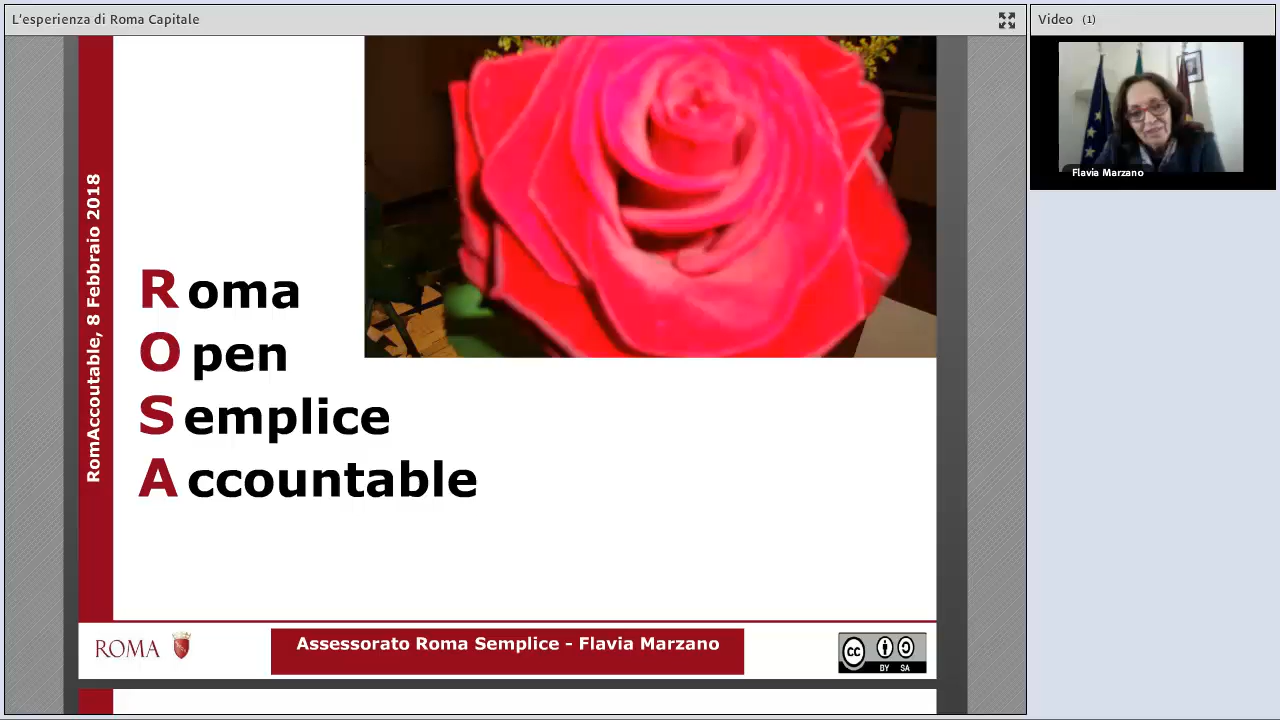 L'esperienza di Roma Capitale
Video (1)
Flavia Marzano
RomAccoutable, 8 Febbraio 2018
Roma
Open
Semplice
Accountable
ROMA
Assessorato Roma Semplice - Flavia Marzano
cc
BY SA